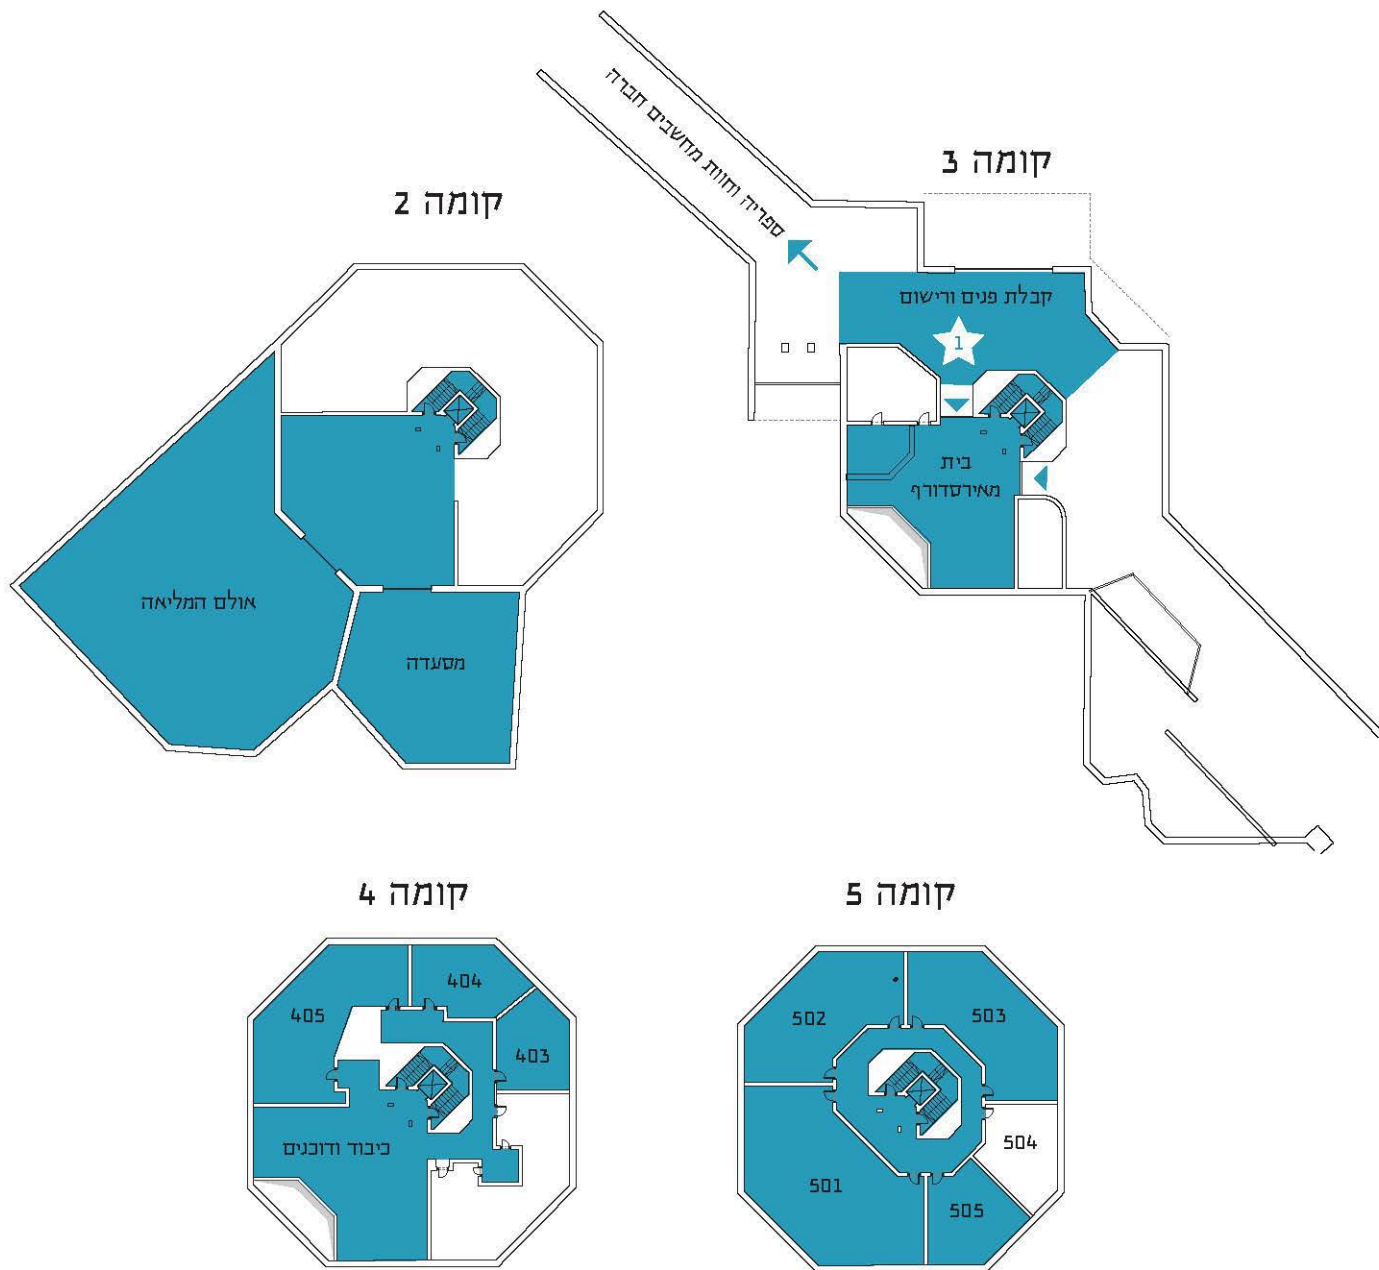 קומה 3
ספריה וחוות מחשבים חברה
קבלת פנים ורישום
1
בית
מאירסדורף
קומה 2
אולם המליאה
מסעדה
קומה 4
404
405
403
כיבוד ודוכנים
קומה 5
502
503
504
501
505